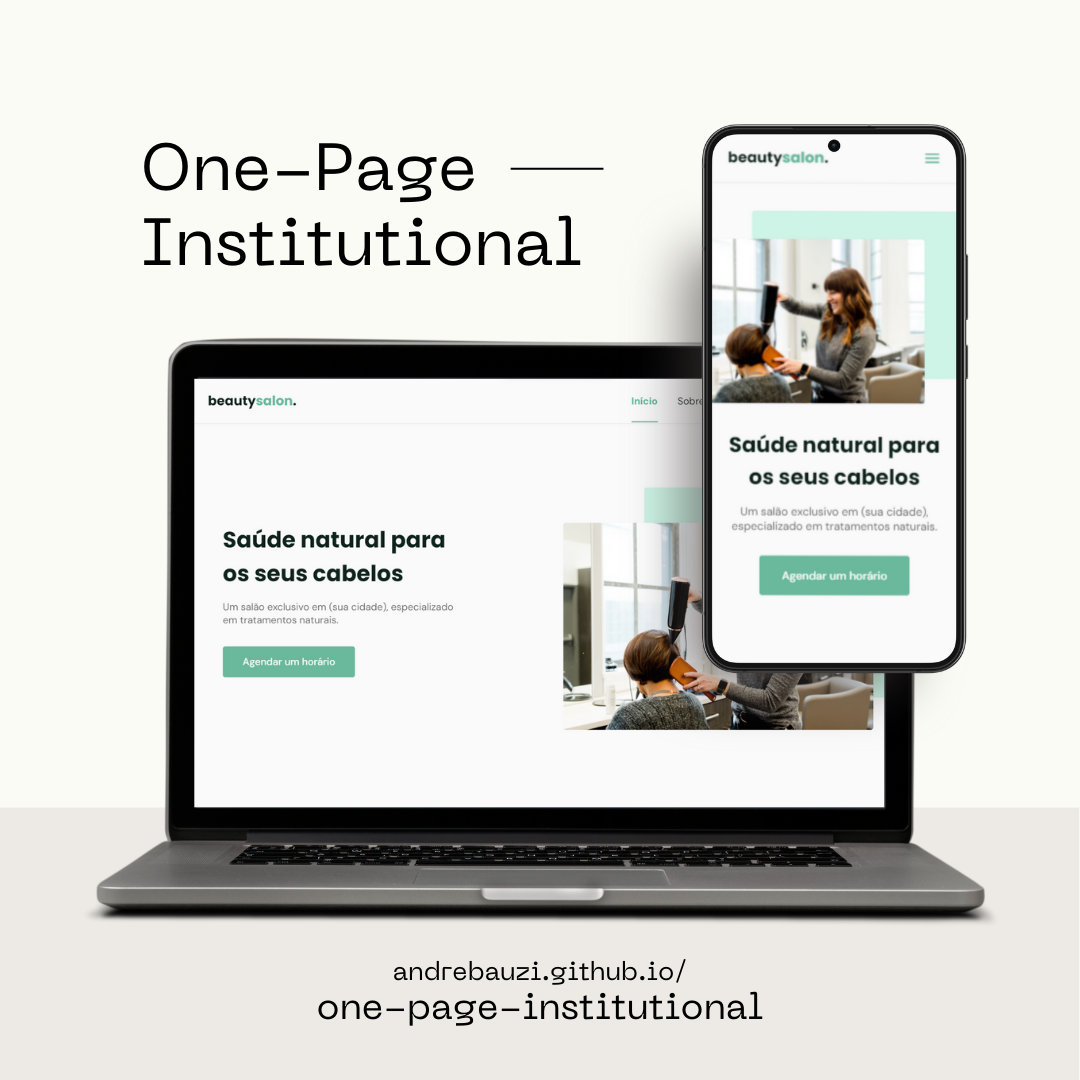 One-Page
Institutional
beautysalon.
Início Sobre
Saúde natural para
os seus cabelos
Um salão exclusivo em (sua cidade), especializado
em tratamentos naturais.
Agendar um horário
beautysalon.
Saúde natural para
os seus cabelos
Um salão exclusivo em (sua cidade),
especializado em tratamentos naturais.
Agendar um horário
andrebauzi.github.io/
one-page-institutional